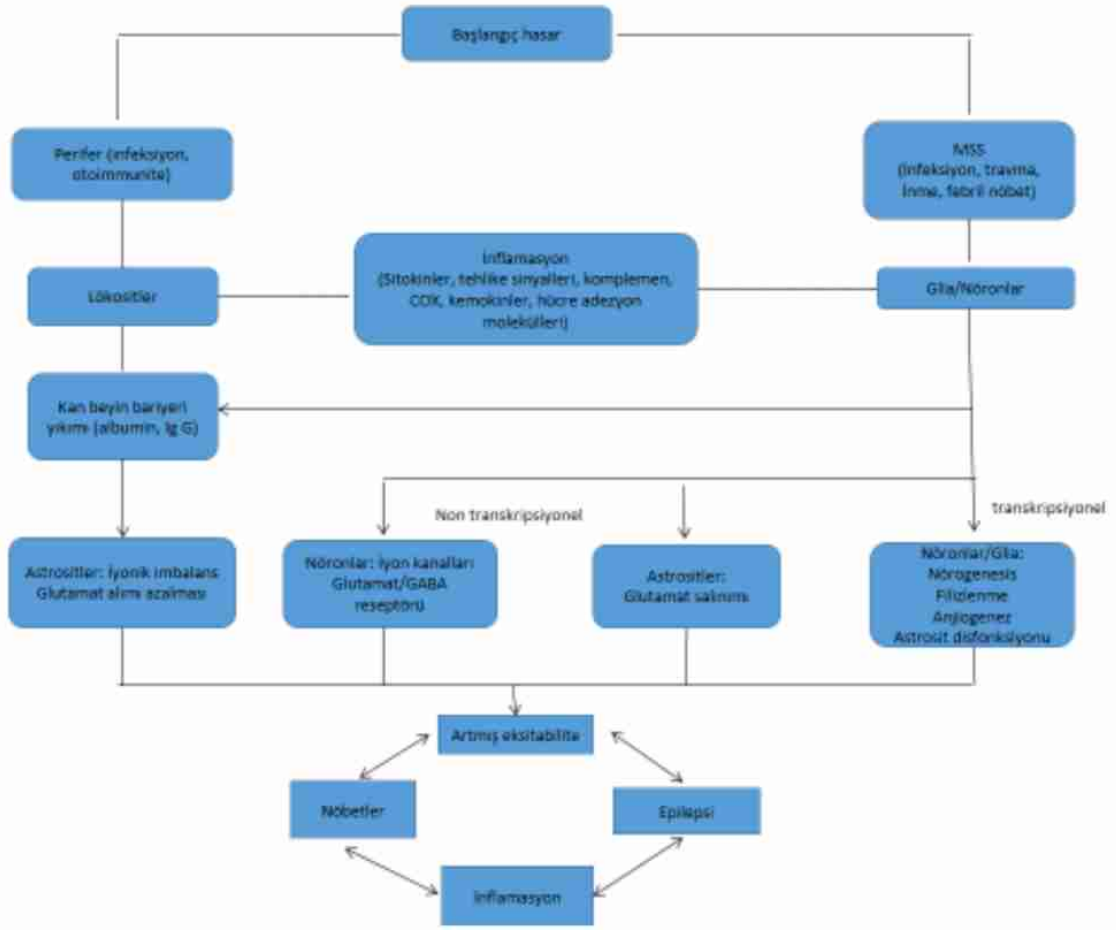 Başlangıç hasar
Perifer (infeksiyon,
otoimmunite)
MSS
(infeksiyon, travma,
İnme, febril nöbet)
Lökositler
İnflamasyon
(Sitokinler, tehlike sinyalleri, komplemen,
COX, kemokinler, hücre adezyon
molekülleri)
Glia/Nöronlar
Kan beyin bariyeri
yıkımı (albumin, Ig G)
Non transkripsiyonel
transkripsiyonel
Astrositler: İyonik imbalans
Glutamat alımı azalması
Nöronlar: İyon kanalları
Glutamat/GABA
reseptörü
Astrositler:
Glutamat salınımı
Nöronlar/Glia:
Nörogenesis
Filizlenme
Anjiogenez
Astrosit disfonksiyonu
Artmış eksitabilite
Nöbetler
Epilepsi
İnflamasyon